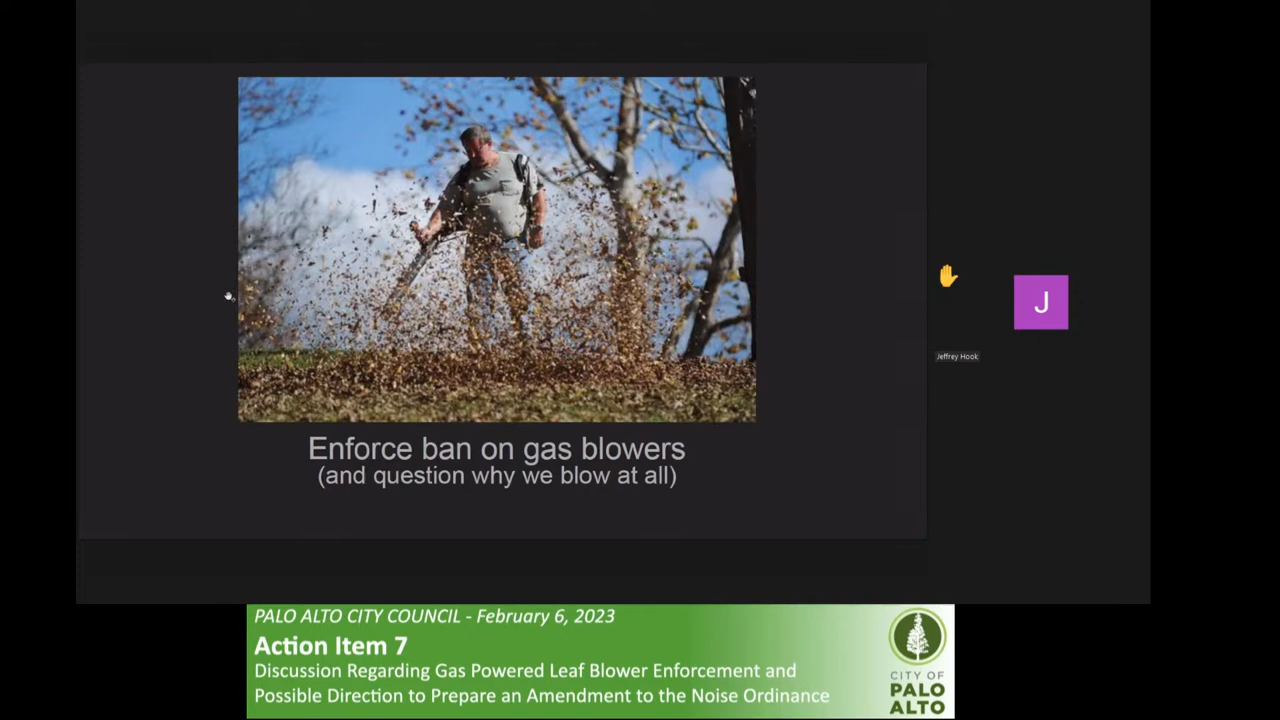 Enforce ban on gas blowers
(and question why we blow at all)
J
Jeffrey Hook
PALO ALTO CITY COUNCIL - February 6, 2023
Action Item 7
Discussion Regarding Gas Powered Leaf Blower Enforcement and
Possible Direction to Prepare an Amendment to the Noise Ordinance
CITY OF
PALO
ALTO